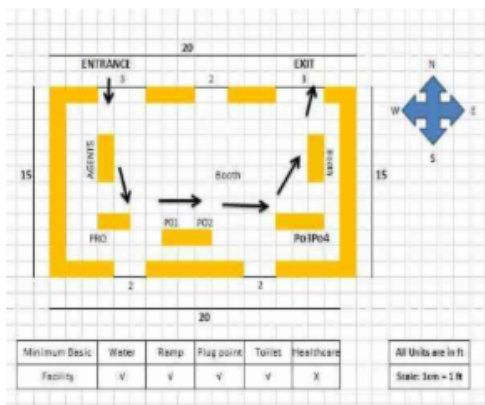 20
ENTRANCE
EXIT
3
2
3
N
W
E
S
15
AGENTS
Booth
Booth
15
PRO
PO1
PO2
Po3Po4
2
2
20
Minimum Basic Water Ramp Plug point Toilet Healthcare
Facility √ √ √ √ X
All Units are in ft
Scale: 1cm = 1 ft